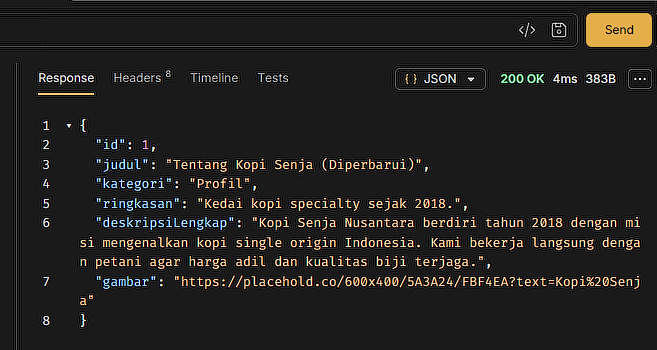 </> Send
Response Headers 8 Timeline Tests { } JSON 200 OK 4ms 383B ...
1 {
2 "id": 1,
3 "judul": "Tentang Kopi Senja (Diperbarui)",
4 "kategori": "Profil",
5 "ringkasan": "Kedai kopi specialty sejak 2018.",
6 "deskripsiLengkap": "Kopi Senja Nusantara berdiri tahun 2018 dengan mi
si mengenalkan kopi single origin Indonesia. Kami bekerja langsung denga
n petani agar harga adil dan kualitas biji terjaga.",
7 "gambar": "https://placehold.co/600x400/5A3A24/FBF4EA?text=Kopi%20Senj
a"
8 }